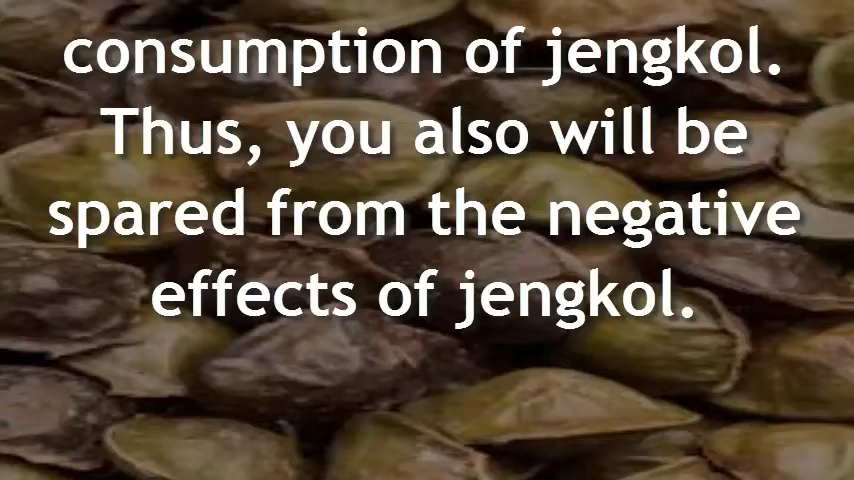 consumption of jengkol.
Thus, you also will be
spared from the negative
effects of jengkol.